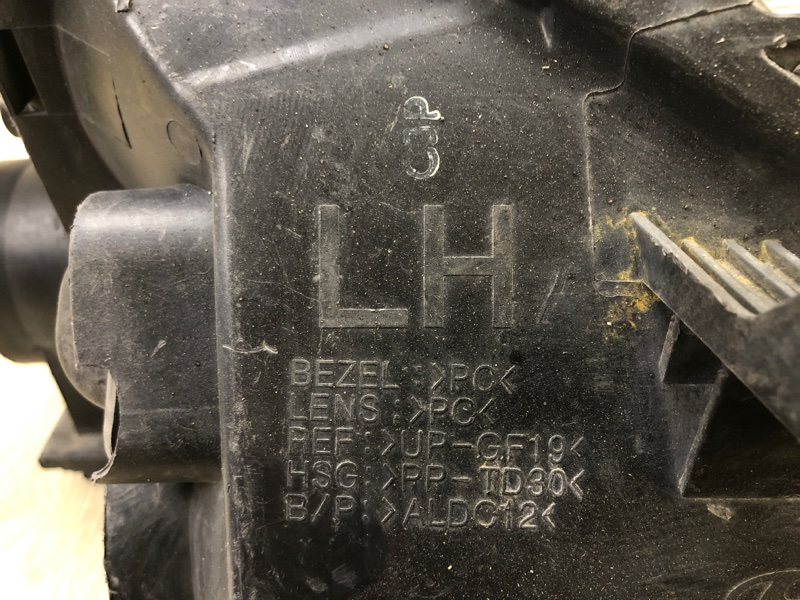 LH
BEZEL:>PC<
LENS:>PC<
REF:>UP-GF19<
HSG:>PP-TD30<
B/P:>ALDC12<